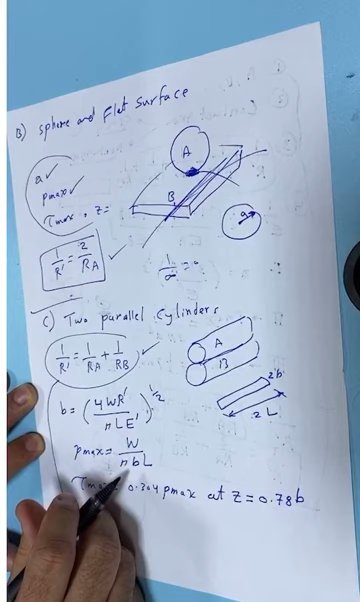 B) sphere and Flat Surface
a ✓
pmax ✓
τmax , z=
A
B
a
1/R' = 2/RA ✓
1/∞ = 0
C) Two parallel cylinders
1/R' = 1/RA + 1/RB ✓
A
B
b = (4WR'/πLE')^1/2
2b
2L
pmax = W/πbL
τmax = 0.304 pmax at z = 0.78b